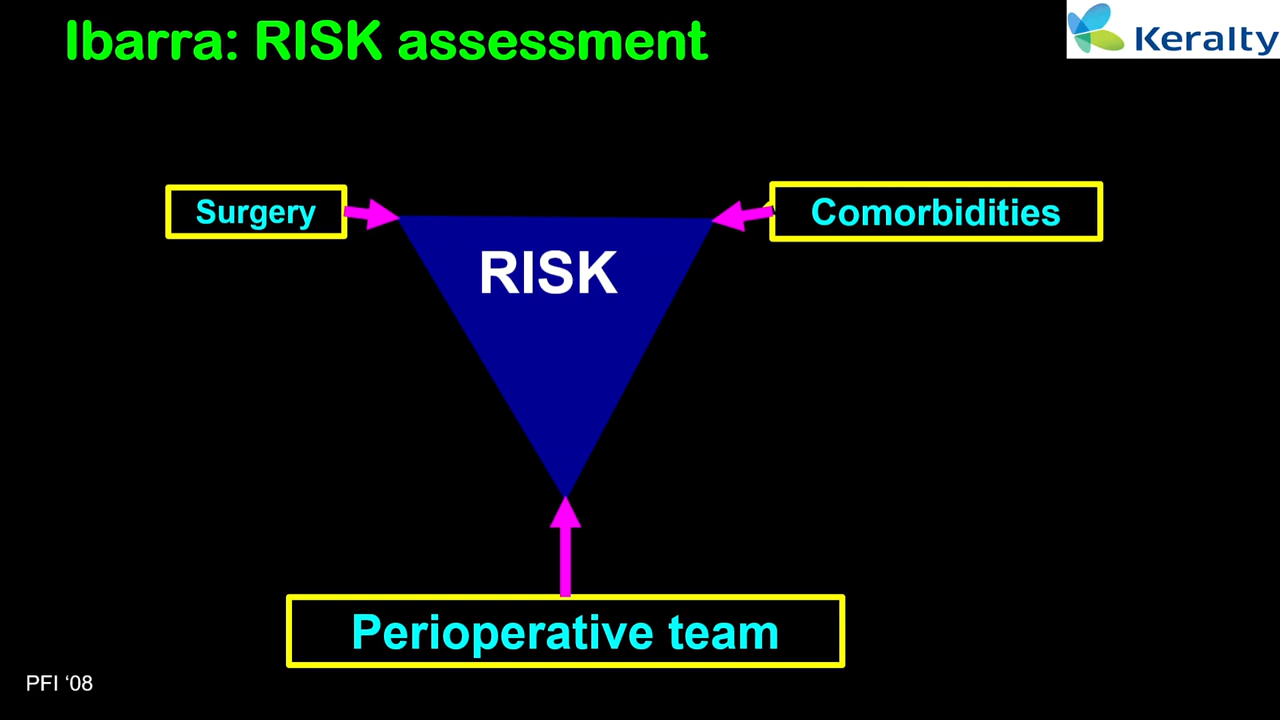 Ibarra: RISK assessment
Keralty
Surgery
Comorbidities
RISK
Perioperative team
PFI ‘08